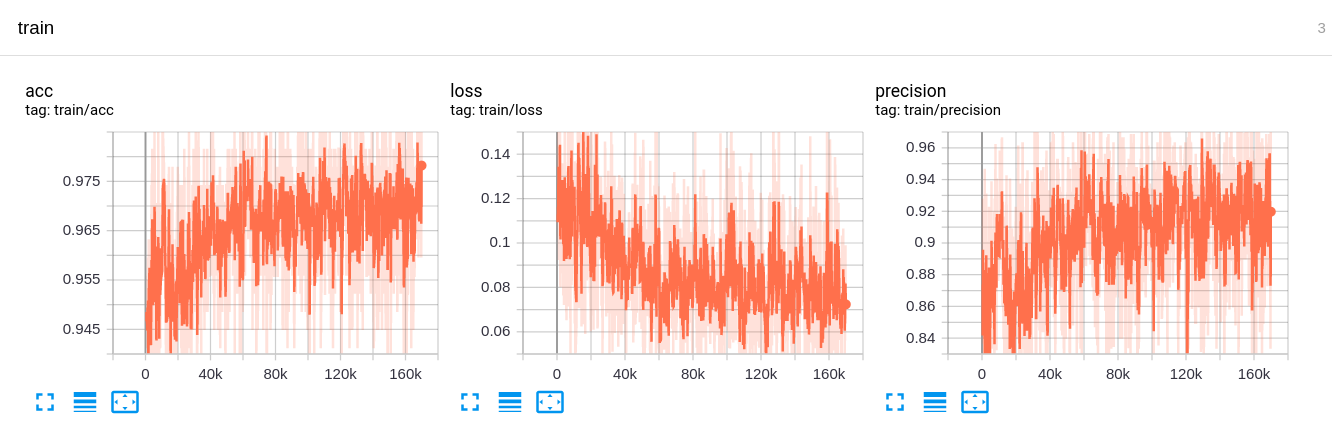 train
3
acc
tag: train/acc
0.975
0.965
0.955
0.945
0 40k 80k 120k 160k
loss
tag: train/loss
0.14
0.12
0.1
0.08
0.06
0 40k 80k 120k 160k
precision
tag: train/precision
0.96
0.94
0.92
0.9
0.88
0.86
0.84
0 40k 80k 120k 160k